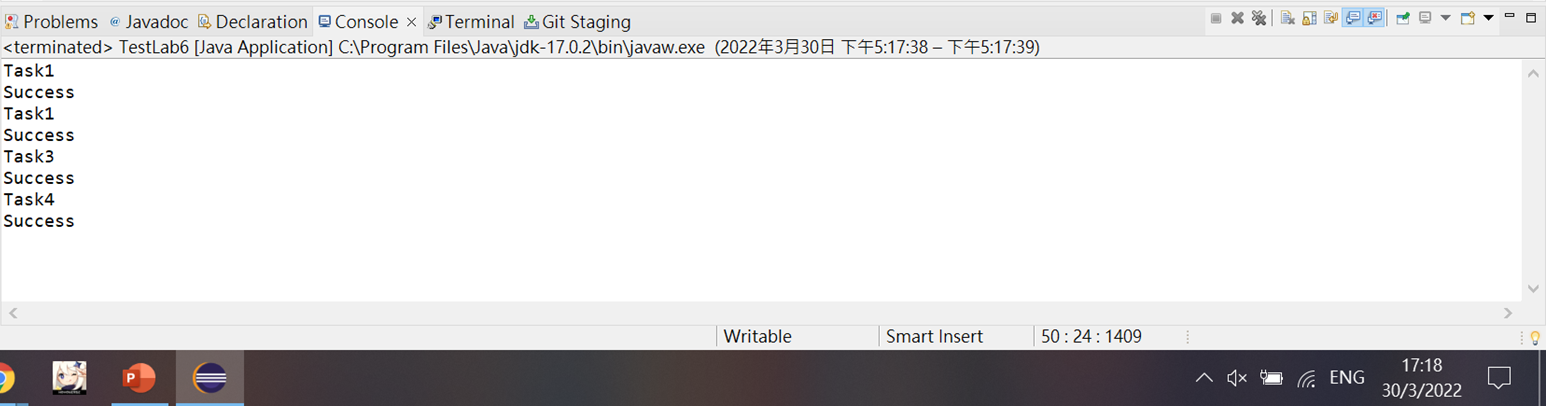 Problems @ Javadoc Declaration Console Terminal Git Staging
<terminated> TestLab6 [Java Application] C:\Program Files\Java\jdk-17.0.2\bin\javaw.exe (2022年3月30日 下午5:17:38 – 下午5:17:39)
Task1
Success
Task1
Success
Task3
Success
Task4
Success
Writable Smart Insert 50 : 24 : 1409
P ENG 17:18
30/3/2022